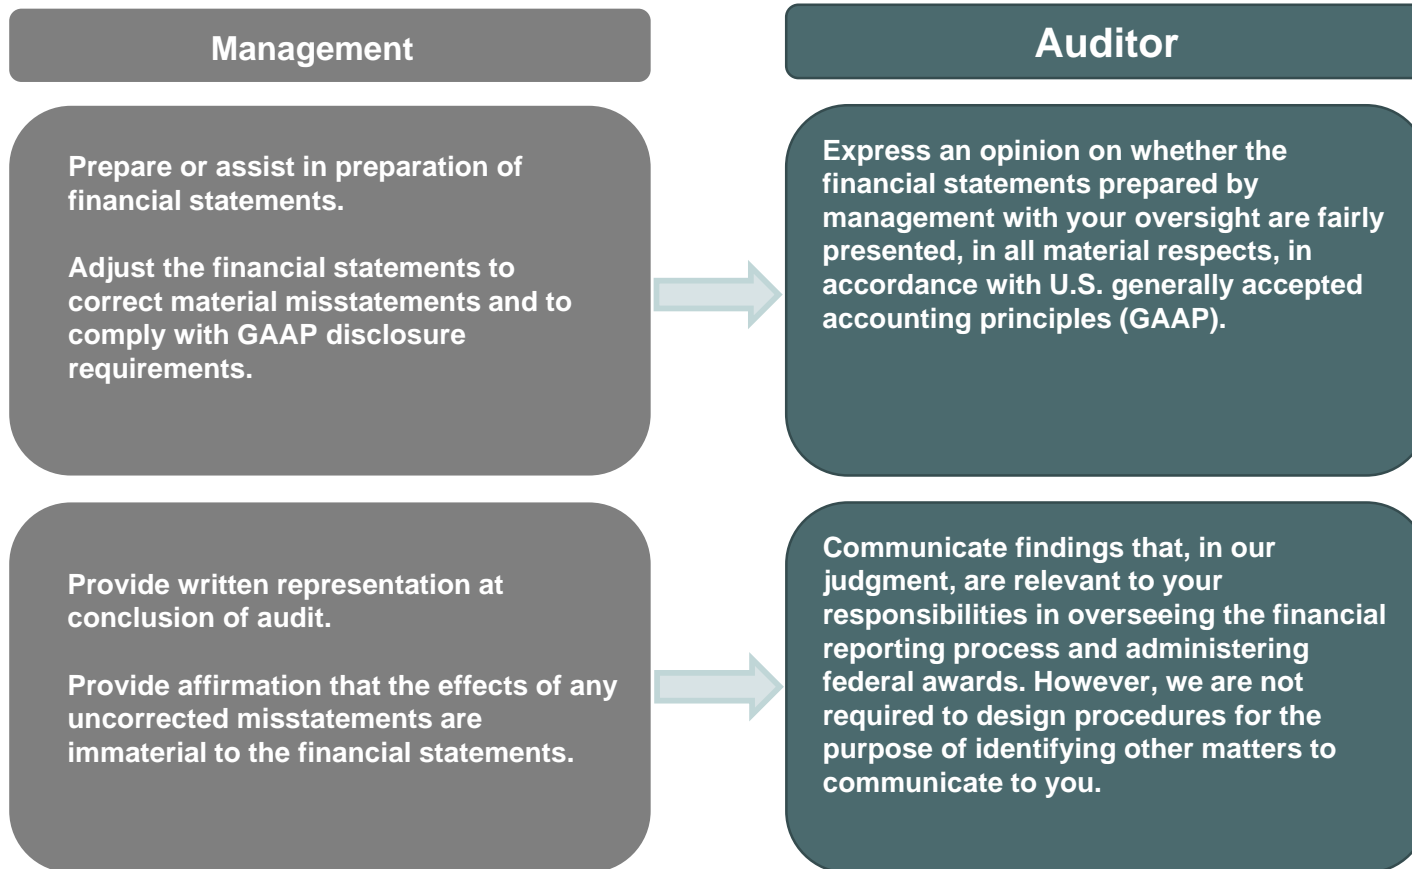 Management
Auditor
Prepare or assist in preparation of
financial statements.
Adjust the financial statements to
correct material misstatements and to
comply with GAAP disclosure
requirements.
Express an opinion on whether the
financial statements prepared by
management with your oversight are fairly
presented, in all material respects, in
accordance with U.S. generally accepted
accounting principles (GAAP).
Provide written representation at
conclusion of audit.
Provide affirmation that the effects of any
uncorrected misstatements are
immaterial to the financial statements.
Communicate findings that, in our
judgment, are relevant to your
responsibilities in overseeing the financial
reporting process and administering
federal awards. However, we are not
required to design procedures for the
purpose of identifying other matters to
communicate to you.